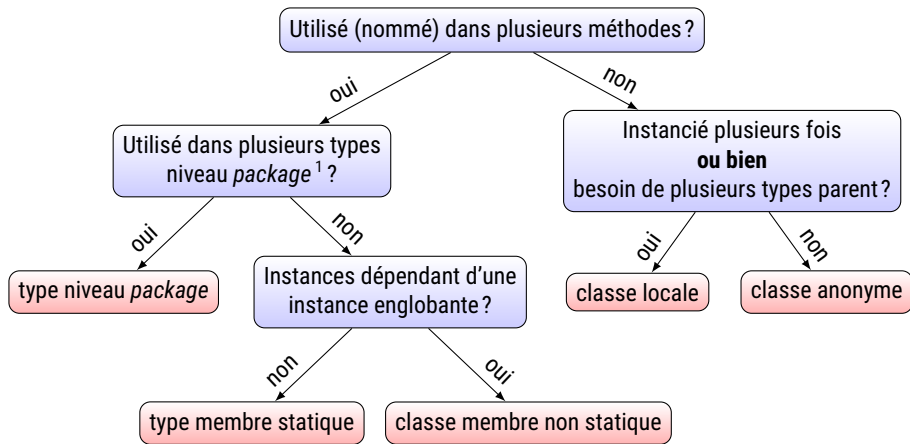 Utilisé (nommé) dans plusieurs méthodes ?
oui
non
Utilisé dans plusieurs types
niveau package 1 ?
Instancié plusieurs fois
ou bien
besoin de plusieurs types parent ?
oui
non
oui
non
type niveau package
Instances dépendant d’une
instance englobante ?
classe locale
classe anonyme
non
oui
type membre statique
classe membre non statique